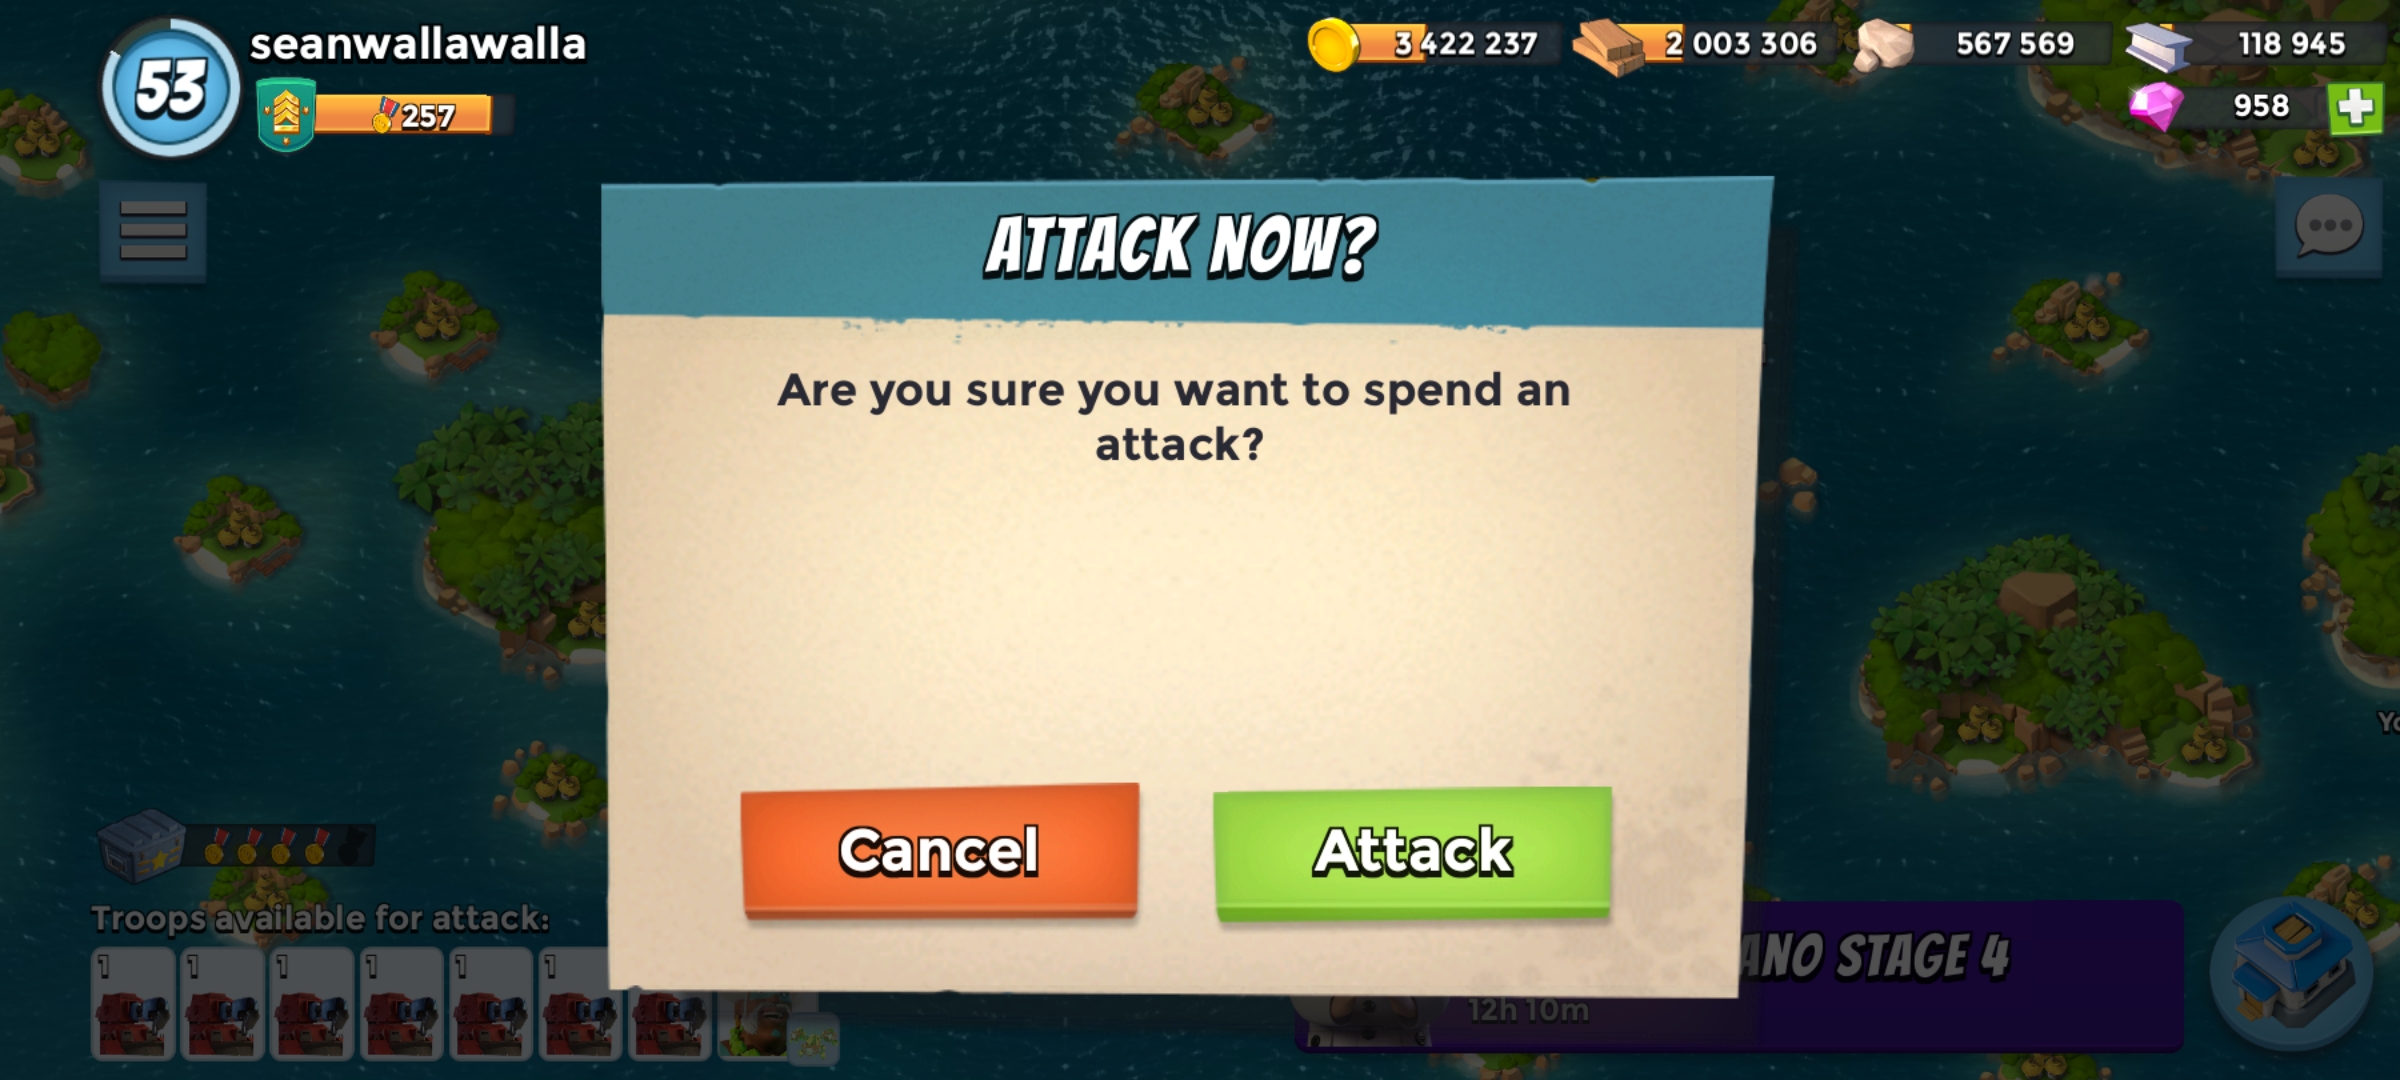 53
seanwallawalla
257
3 422 237
2 003 306
567 569
118 945
958
ATTACK NOW?
Are you sure you want to spend an
attack?
Cancel
Attack
Troops available for attack:
1 1 1 1 1 1
ANO STAGE 4
12h 10m